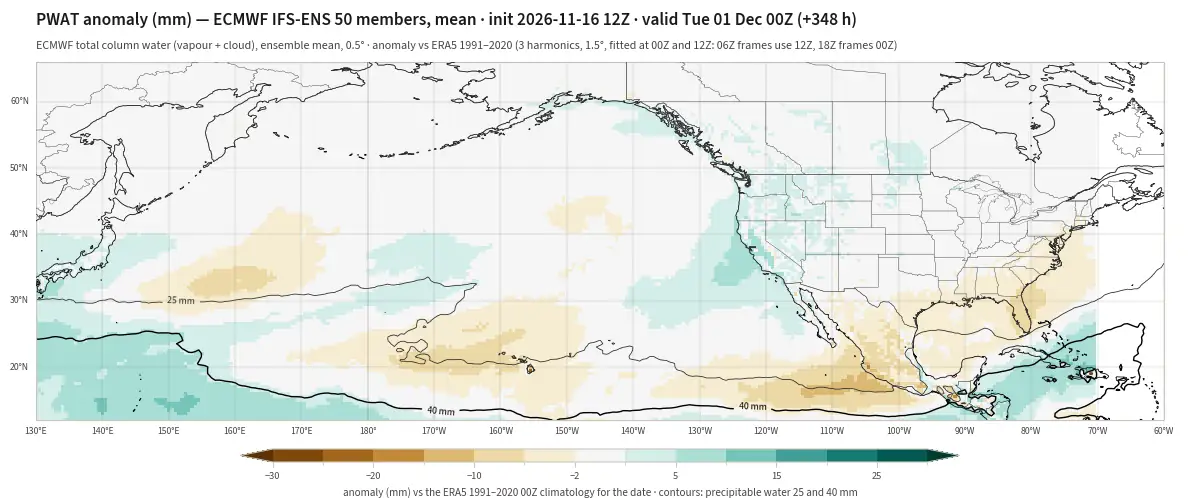 PWAT anomaly (mm) — ECMWF IFS-ENS 50 members, mean · init 2026-11-16 12Z · valid Tue 01 Dec 00Z (+348 h)
ECMWF total column water (vapour + cloud), ensemble mean, 0.5° · anomaly vs ERA5 1991–2020 (3 harmonics, 1.5°, fitted at 00Z and 12Z: 06Z frames use 12Z, 18Z frames 00Z)
60°N
50°N
40°N
30°N
20°N
25 mm
40 mm
40 mm
130°E 140°E 150°E 160°E 170°E 180° 170°W 160°W 150°W 140°W 130°W 120°W 110°W 100°W 90°W 80°W 70°W 60°W
−30 −20 −10 −2 5 15 25
anomaly (mm) vs the ERA5 1991–2020 00Z climatology for the date · contours: precipitable water 25 and 40 mm